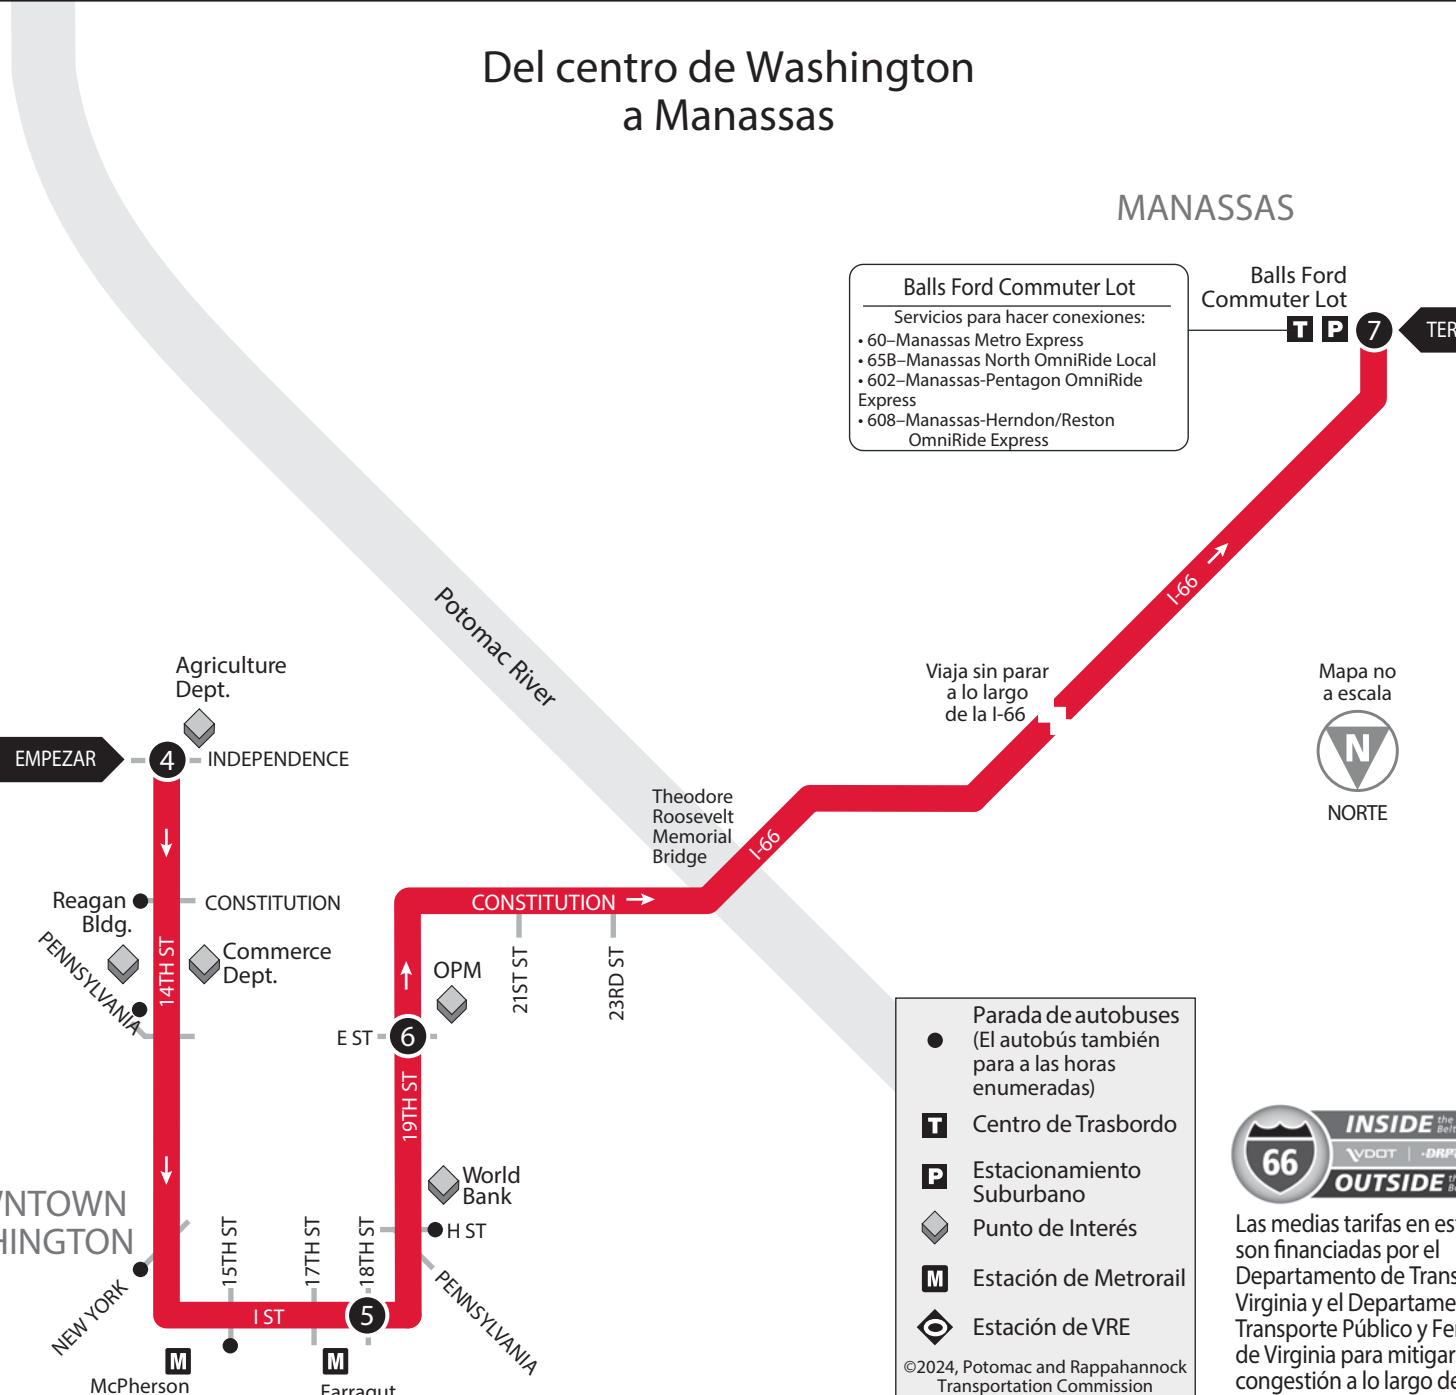 Del centro de Washington
a Manassas
MANASSAS
Balls Ford Commuter Lot
Servicios para hacer conexiones:
• 60–Manassas Metro Express
• 65B–Manassas North OmniRide Local
• 602–Manassas-Pentagon OmniRide
Express
• 608–Manassas-Herndon/Reston
OmniRide Express
Balls Ford
Commuter Lot
T P 7
TER
I-66
Potomac River
Viaja sin parar
a lo largo
de la I-66
Mapa no
a escala
N
NORTE
Agriculture
Dept.
EMPEZAR
4
INDEPENDENCE
Theodore
Roosevelt
Memorial
Bridge
I-66
Reagan
Bldg.
CONSTITUTION
CONSTITUTION
PENNSYLVANIA
14TH ST
Commerce
Dept.
OPM
21ST ST
23RD ST
E ST
6
19TH ST
World
Bank
H ST
NTOWN
HINGTON
NEW YORK
15TH ST
17TH ST
18TH ST
PENNSYLVANIA
I ST
5
M
McPherson
M
Farragut
Parada de autobuses
(El autobús también
para a las horas
enumeradas)
T Centro de Trasbordo
P Estacionamiento
Suburbano
Punto de Interés
M Estación de Metrorail
Estación de VRE
©2024, Potomac and Rappahannock
Transportation Commission
66
INSIDE the
VDOT | DRPT
OUTSIDE
Las medias tarifas en es
son financiadas por el
Departamento de Trans
Virginia y el Departame
Transporte Público y Fe
de Virginia para mitigar
congestión a lo largo de